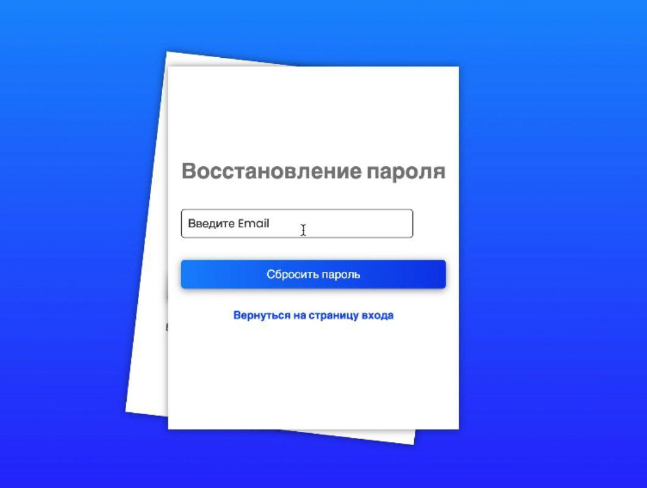 Восстановление пароля
Введите Email
Сбросить пароль
Вернуться на страницу входа